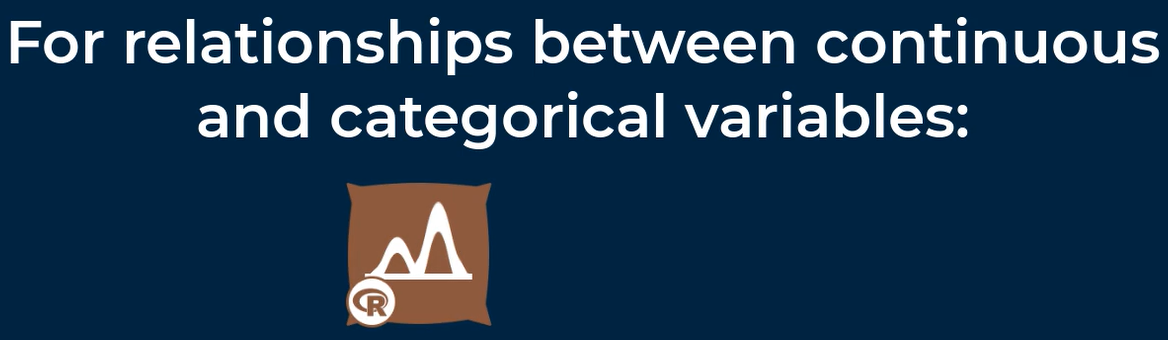 For relationships between continuous
and categorical variables:
R